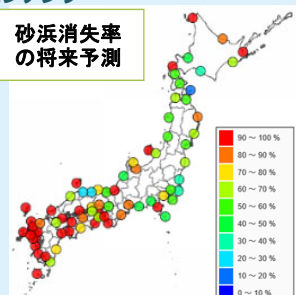 砂浜消失率
の将来予測
90 ～ 100 %
80 ～ 90 %
70 ～ 80 %
60 ～ 70 %
50 ～ 60 %
40 ～ 50 %
30 ～ 40 %
20 ～ 30 %
10 ～ 20 %
0 ～ 10 %